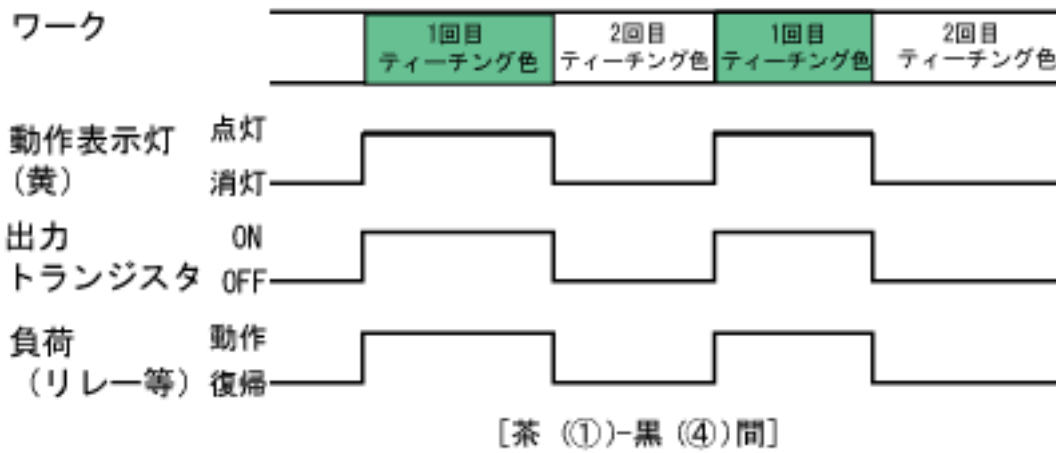 ワーク
1回目
ティーチング色
2回目
ティーチング色
1回目
ティーチング色
2回目
ティーチング色
動作表示灯
(黄)
点灯
消灯
出力
トランジスタ
ON
OFF
負荷
(リレー等)
動作
復帰
[茶 (①)-黒 (④)間]